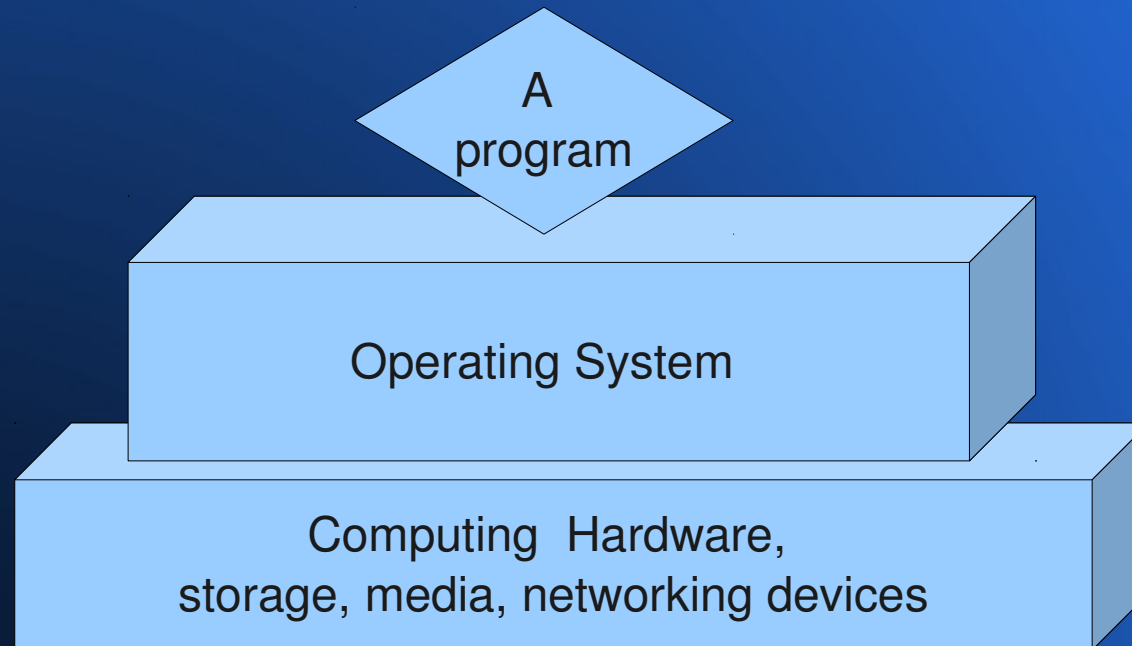 A
program
Operating System
Computing  Hardware,
storage, media, networking devices